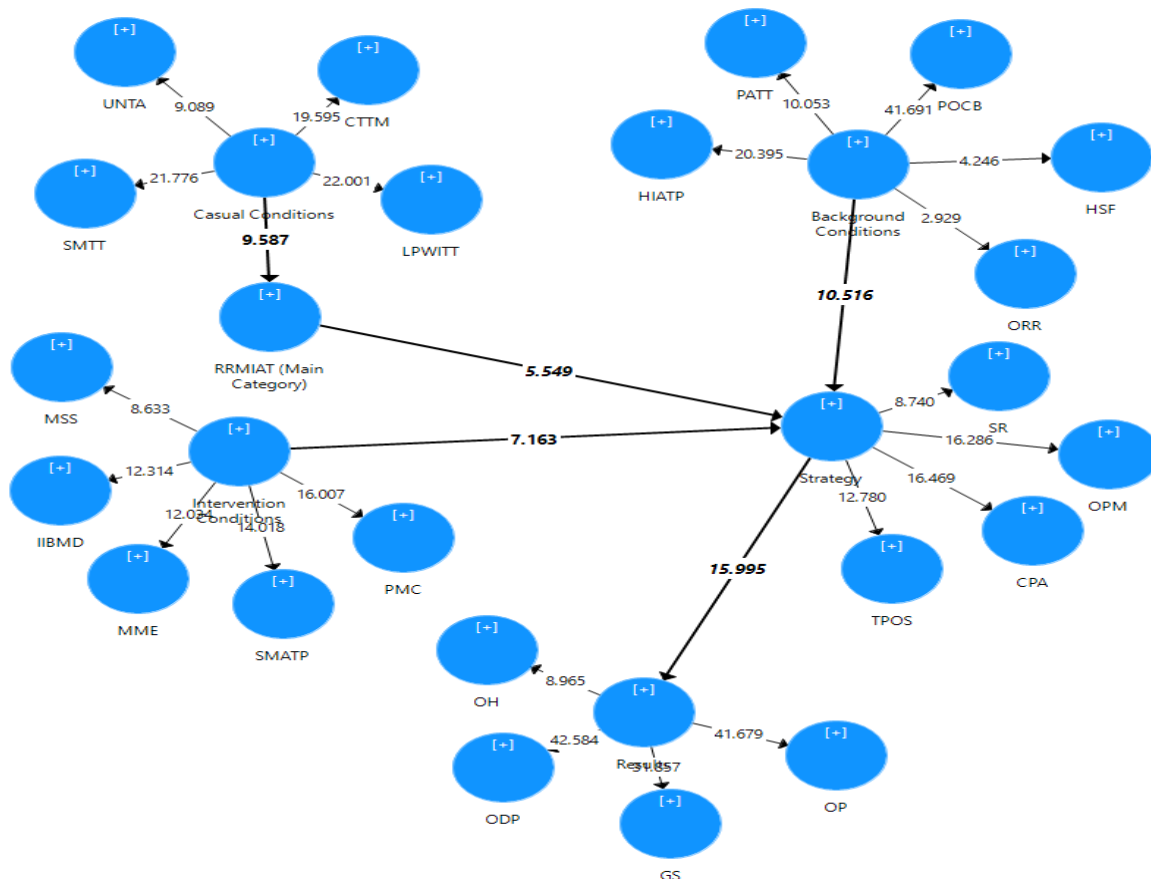 [+]
UNTA
[+]
CTTM
9.089
19.595
[+]
Casual Conditions
[+]
SMTT
21.776
22.001
[+]
LPWITT
9.587
[+]
RRMIAT (Main
Category)
[+]
PATT
[+]
POCB
10.053
41.691
[+]
HIATP
20.395
[+]
Background
Conditions
4.246
[+]
HSF
2.929
[+]
ORR
10.516
5.549
[+]
MSS
8.633
[+]
Intervention
Conditions
7.163
[+]
IIBMD
12.314
12.034
14.018
16.007
[+]
PMC
[+]
MME
[+]
SMATP
[+]
Strategy
8.740
[+]
SR
16.286
[+]
OPM
16.469
[+]
CPA
12.780
[+]
TPOS
15.995
[+]
OH
8.965
[+]
Results
42.584
[+]
ODP
41.679
[+]
OP
[+]
GS